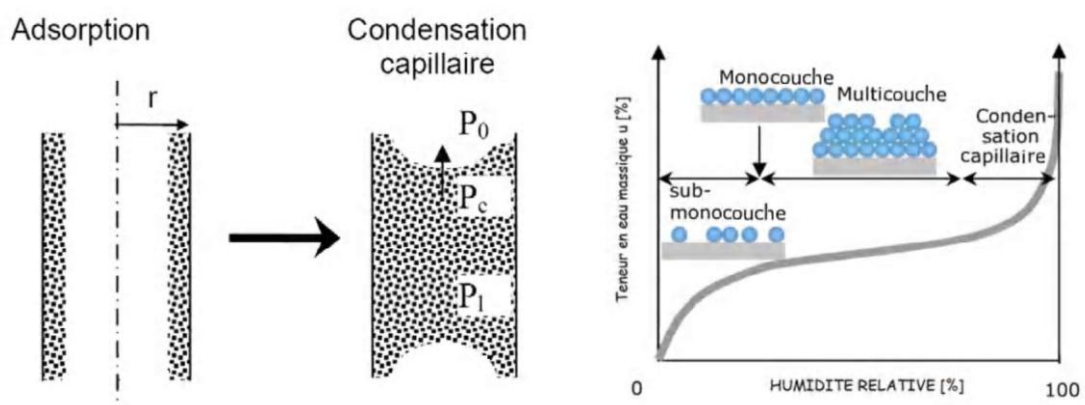 Adsorption
r
Condensation
capillaire
P0
Pc
Pl
Teneur en eau massique u [%]
Monocouche
Multicouche
Conden-
sation
capillaire
sub-
monocouche
0
HUMIDITE RELATIVE [%]
100